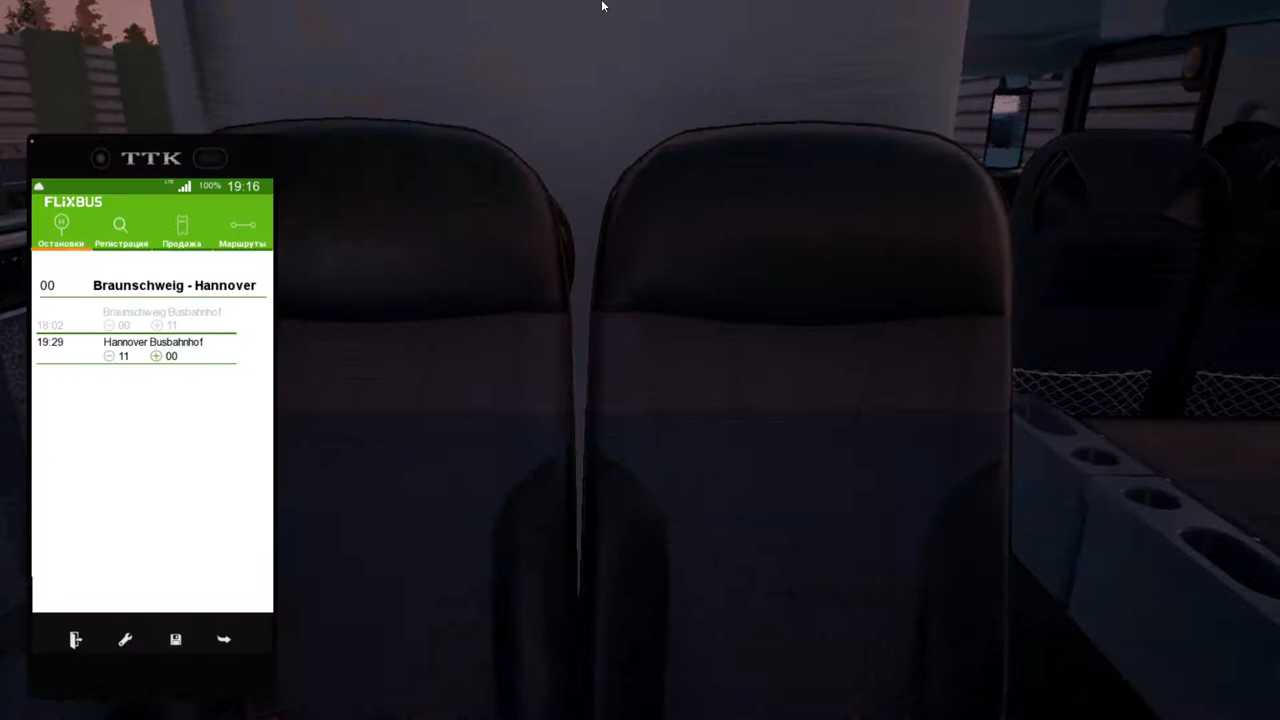 TTK
LTE 100% 19:16
FLiXBUS
H
Остановки Регистрация Продажа Маршруты
00 Braunschweig - Hannover
Braunschweig Busbahnhof
18:02 00 11
19:29 Hannover Busbahnhof
11 00